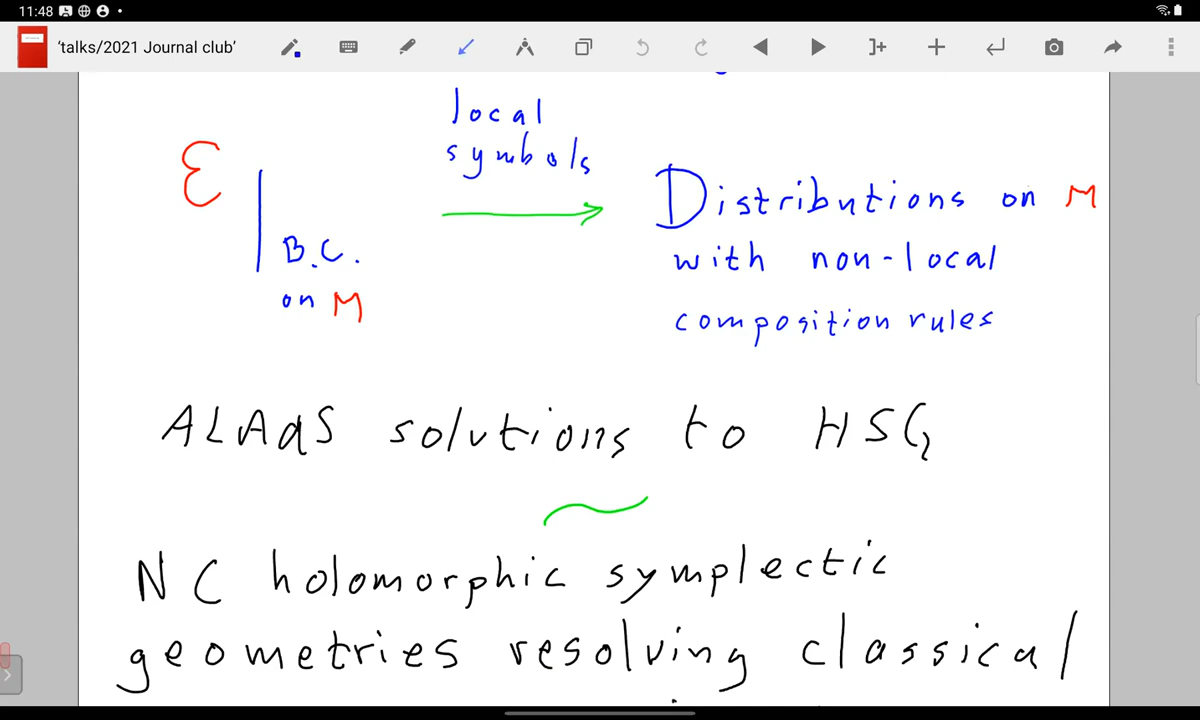 11:48
'talks/2021 Journal club'
local
symbols
ε
B.C.
on M
Distributions on M
with non-local
composition rules
ALAdS solutions to HSG
NC holomorphic symplectic
geometries resolving classical